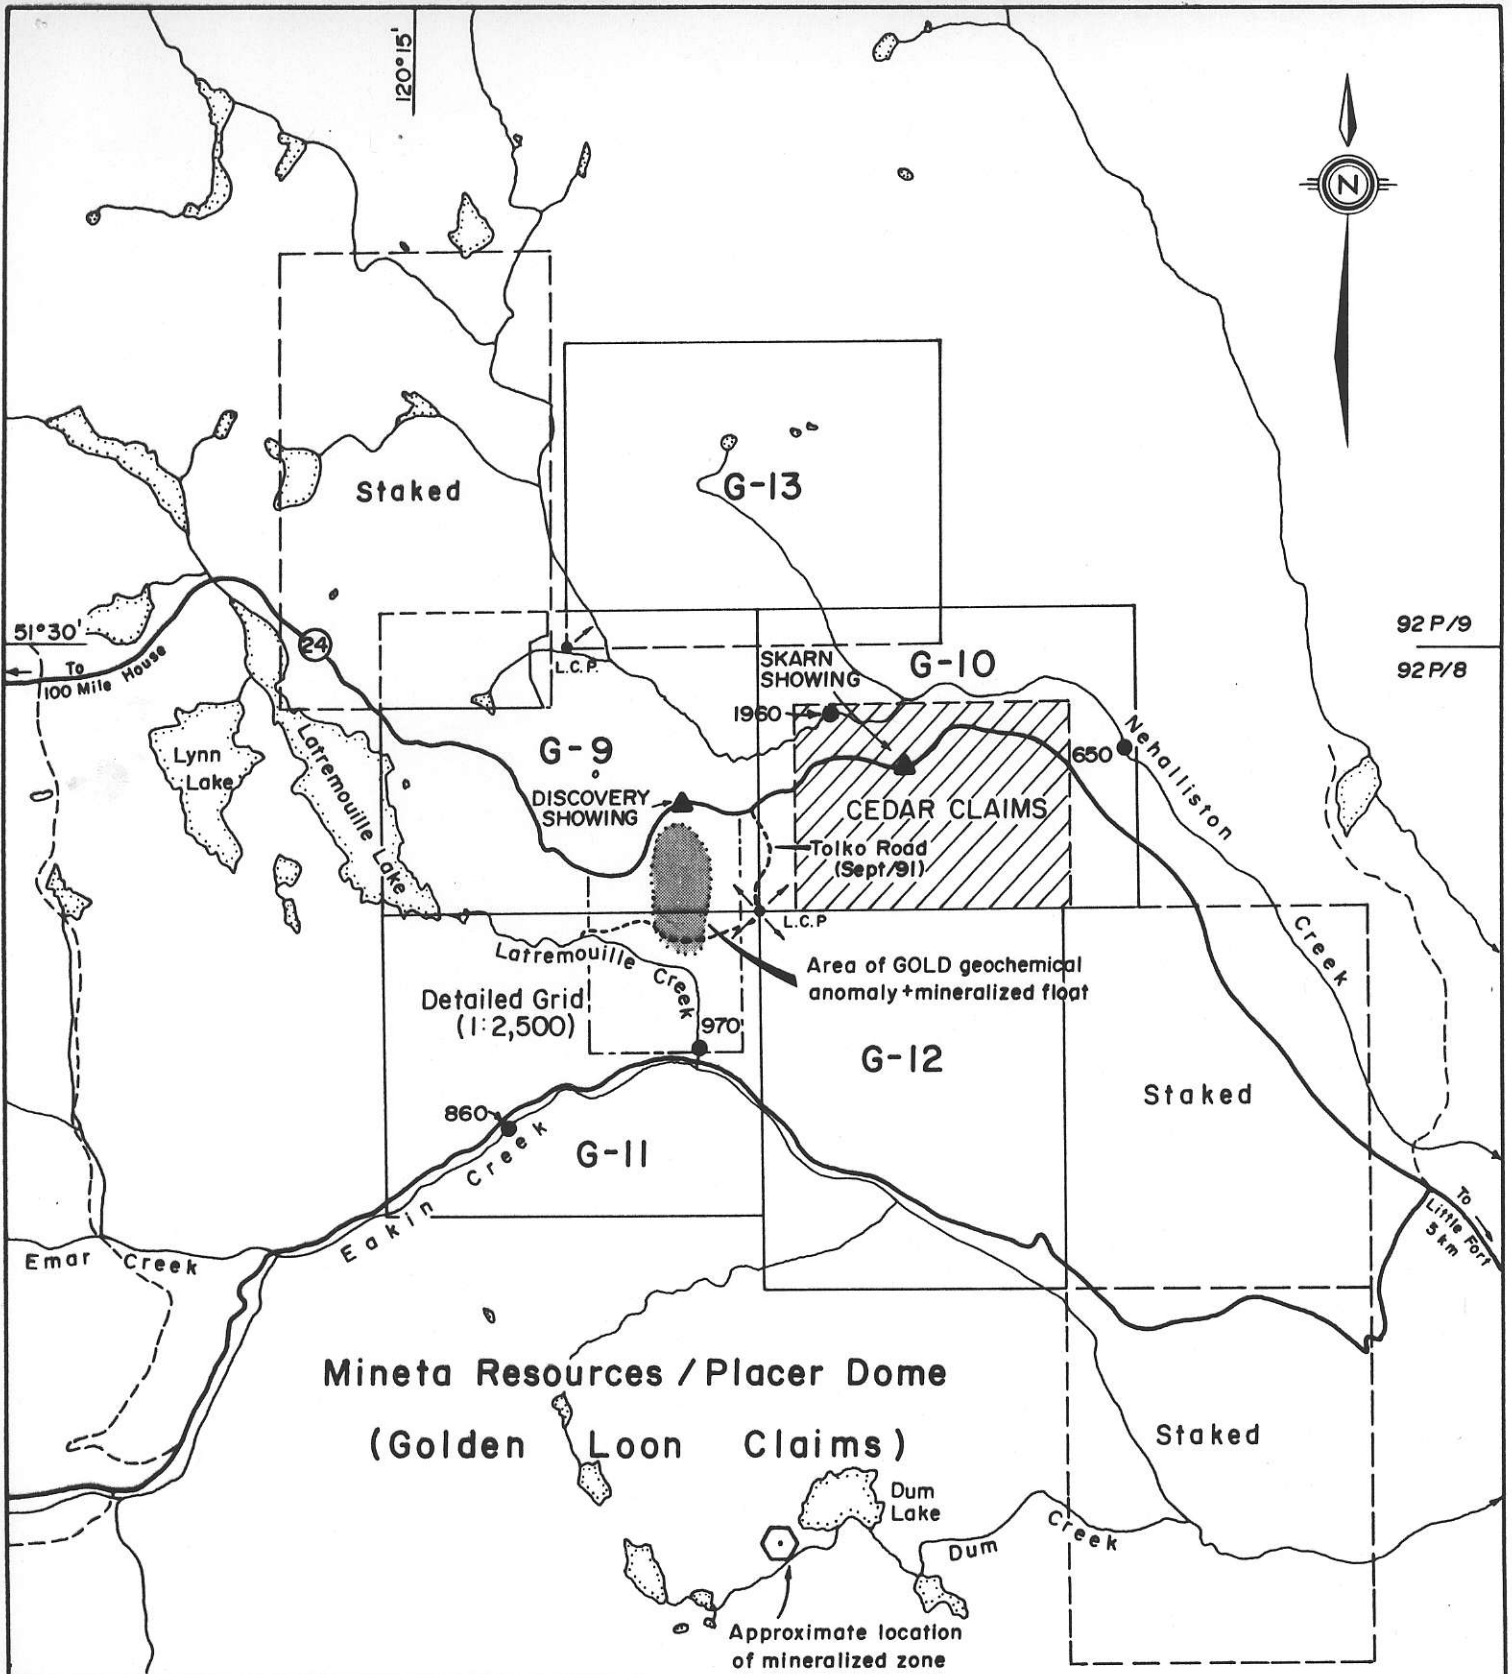 120°15'
N
G-13
Staked
51°30'
24
92 P/9
92 P/8
To
100 Mile House
L.C.P.
SKARN
SHOWING
G-10
1960
Lynn
Lake
Latremouille Lake
G-9
650
Nehalliston
Creek
DISCOVERY
SHOWING
CEDAR CLAIMS
Tolko Road
(Sept/91)
L.C.P
Latremouille Creek
Area of GOLD geochemical
anomaly + mineralized float
Detailed Grid
(1:2,500)
970
G-12
Staked
860
G-11
Eakin Creek
Emar Creek
To
Little Fort
5 km
Mineta Resources / Placer Dome
(Golden Loon Claims)
Staked
Dum
Lake
Dum Creek
Approximate location
of mineralized zone